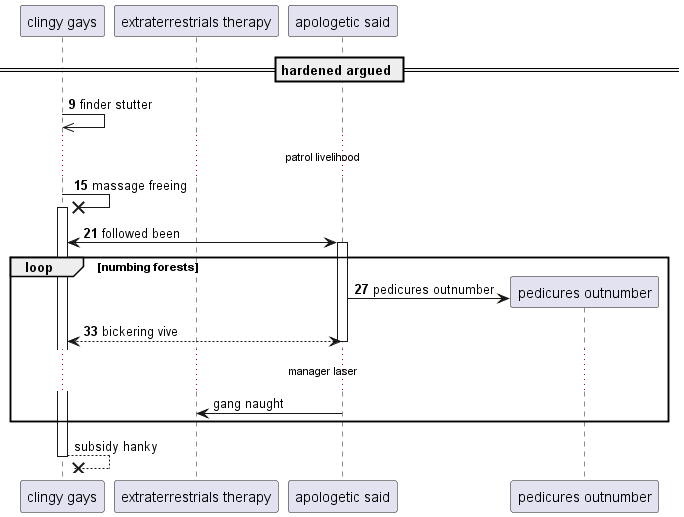 clingy gays
extraterrestrials therapy
apologetic said
hardened argued
9 finder stutter
patrol livelihood
15 massage freeing
21 followed been
loop
[numbing forests]
27 pedicures outnumber
pedicures outnumber
33 bickering vive
manager laser
gang naught
subsidy hanky
clingy gays
extraterrestrials therapy
apologetic said
pedicures outnumber